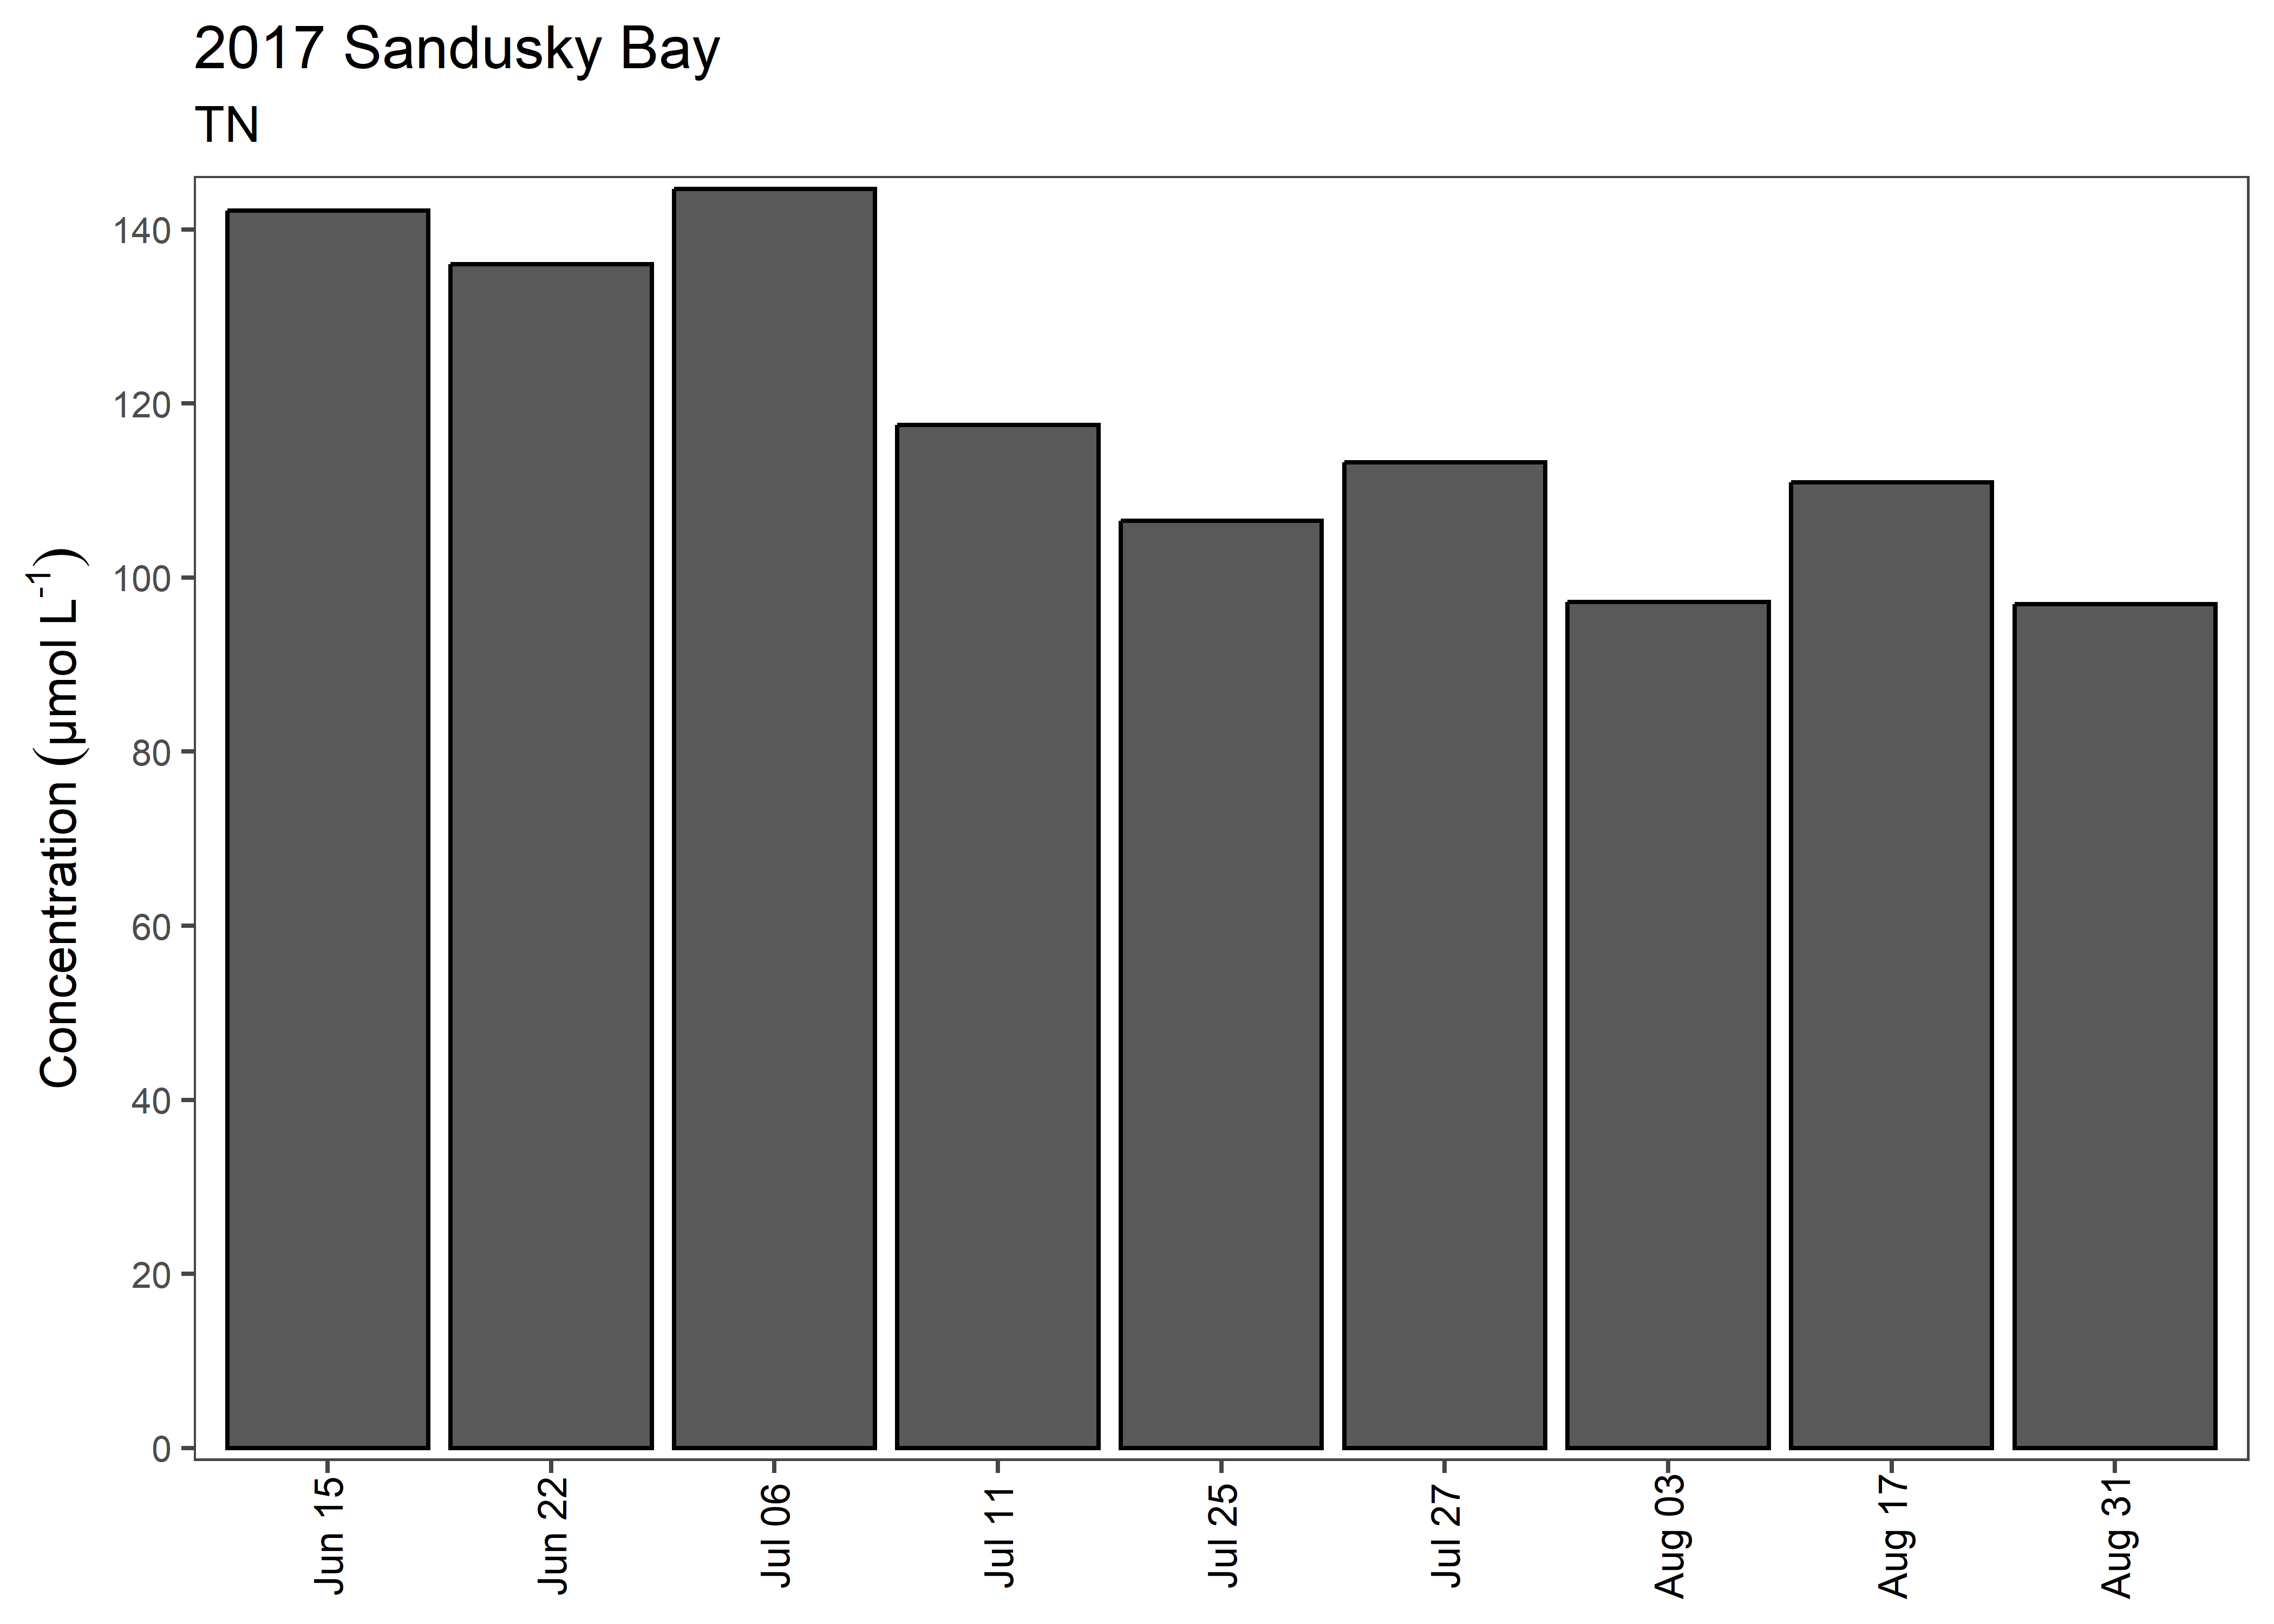 2017 Sandusky Bay
TN
Concentration (µmol L⁻¹)
140
120
100
80
60
40
20
0
Jun 15
Jun 22
Jul 06
Jul 11
Jul 25
Jul 27
Aug 03
Aug 17
Aug 31